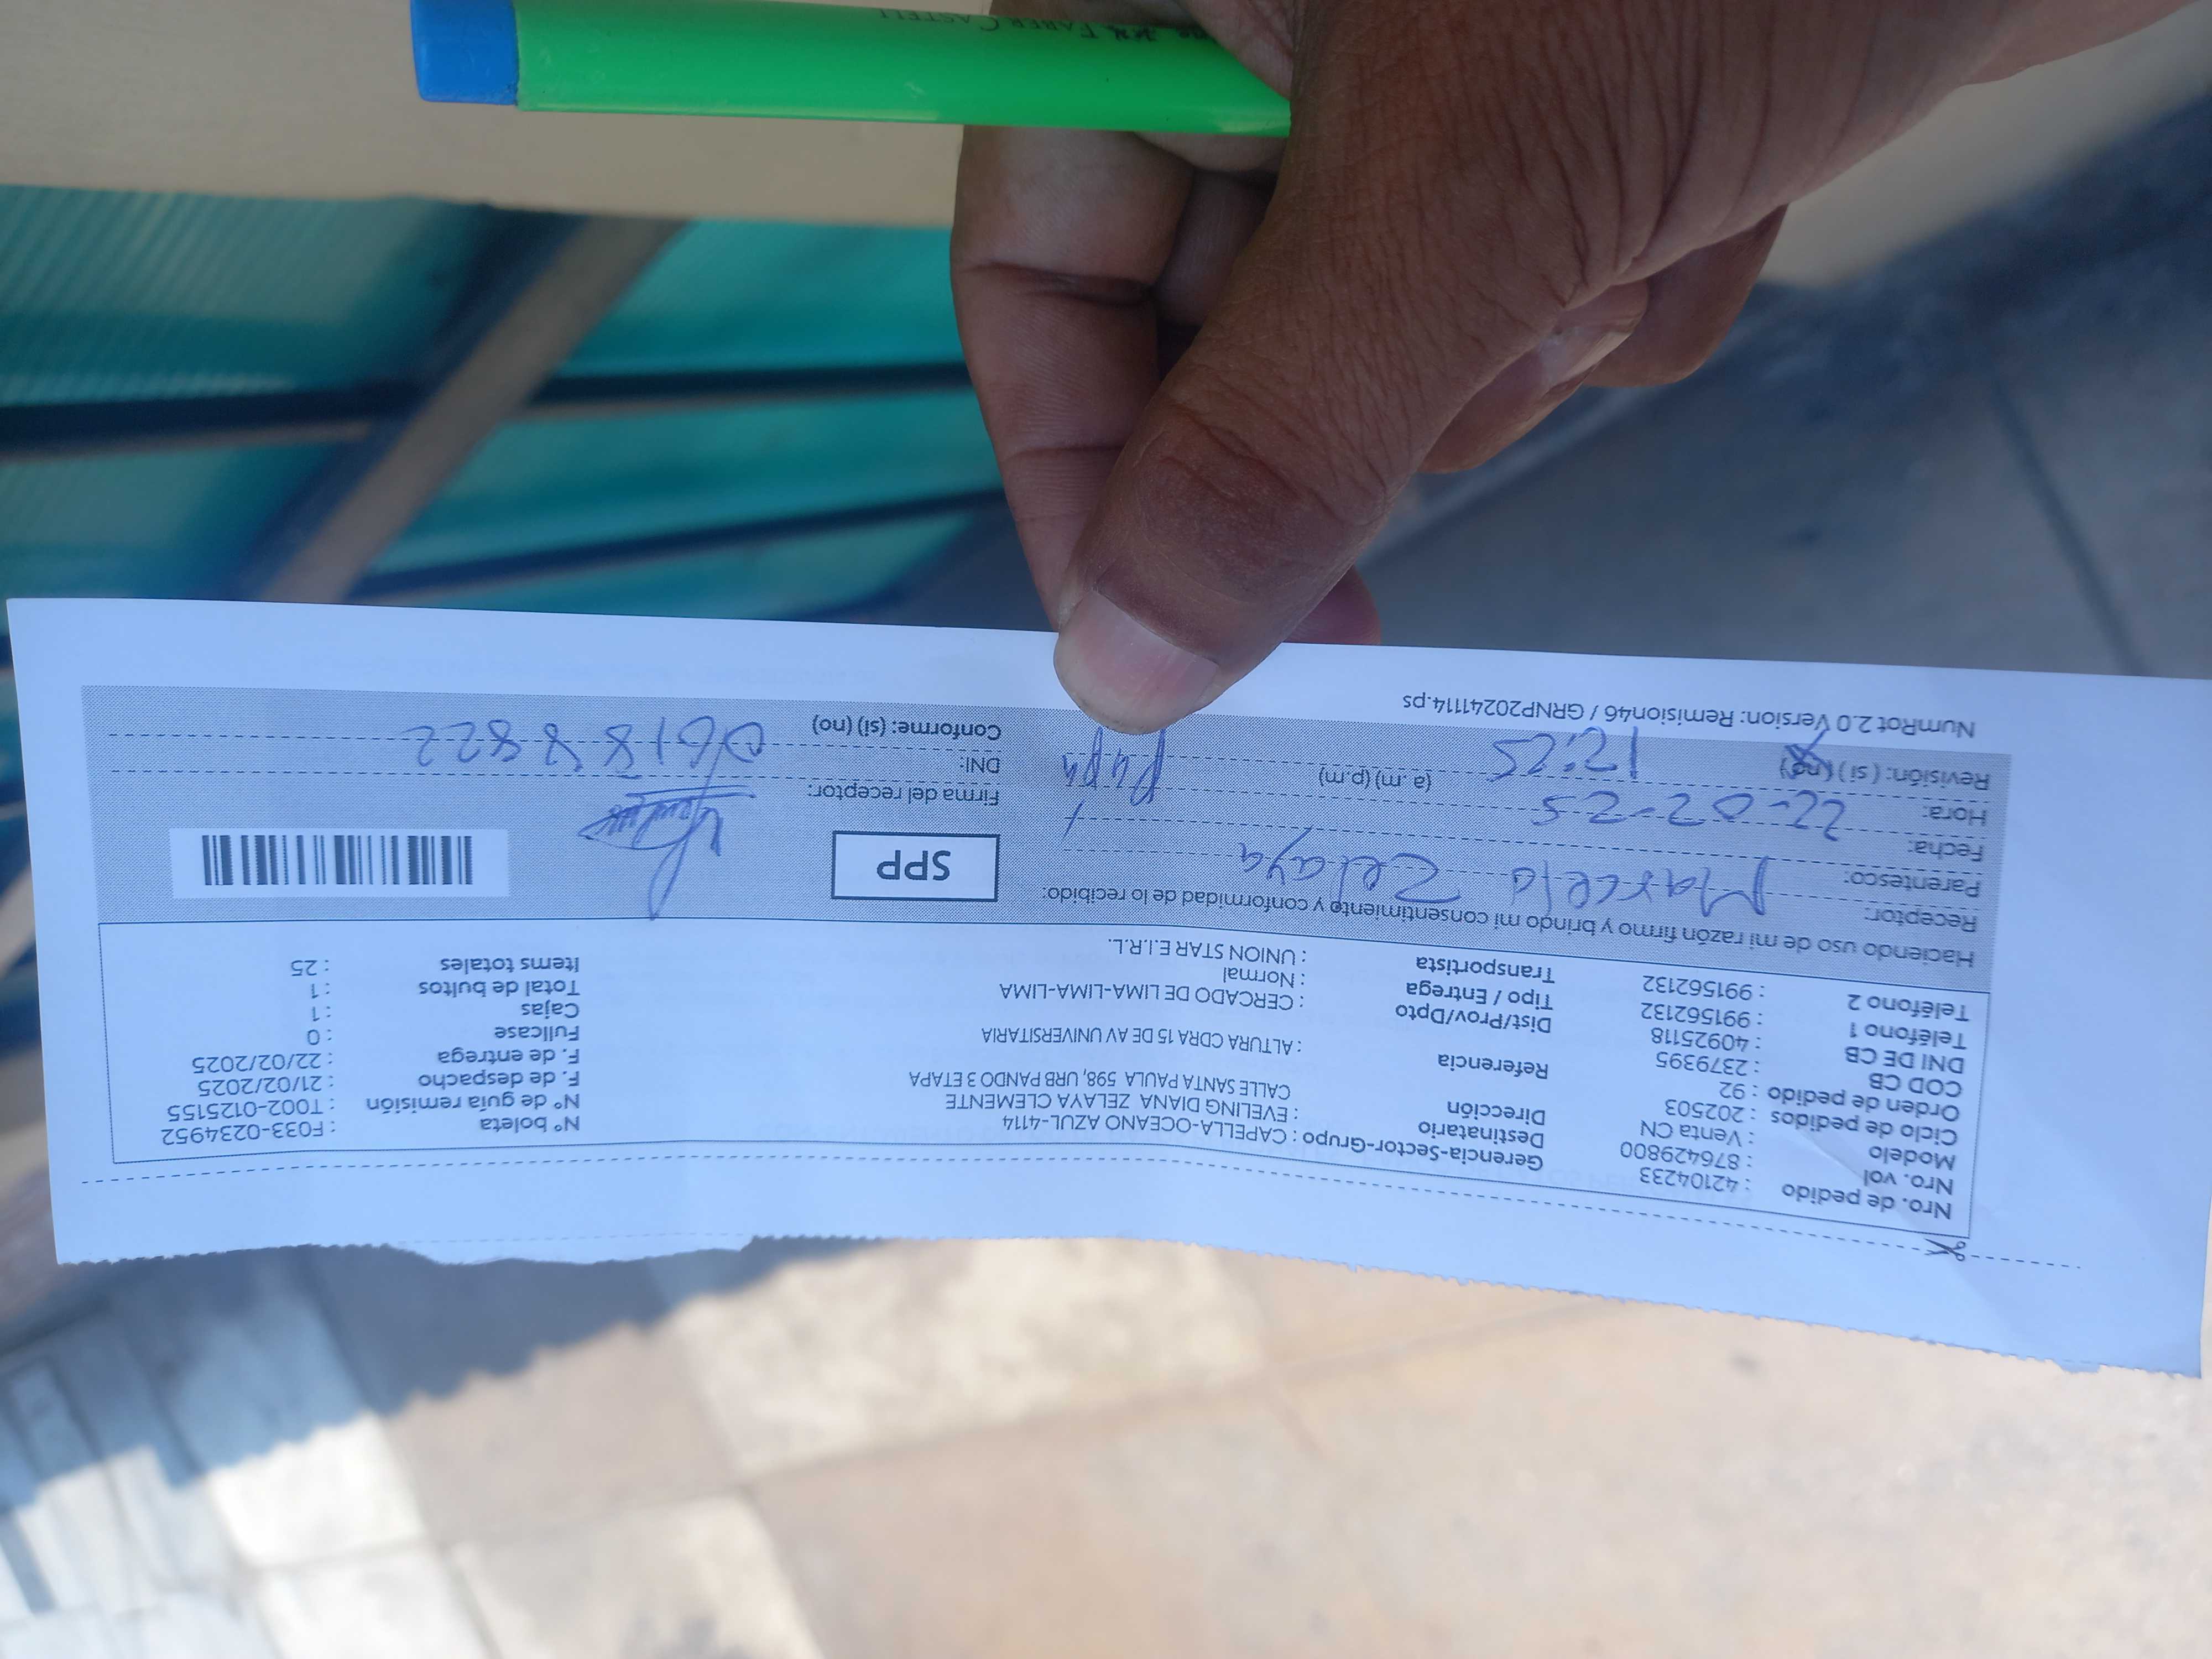 Nro. de pedido : 42104233
Nro. vol : 876429800
Modelo : Venta CN
Ciclo de pedidos : 202503
Orden de pedido : 92
COD CB : 2379395
DNI DE CB : 40925118
Teléfono 1 : 991562132
Teléfono 2 : 991562132
Gerencia-Sector-Grupo : CAPELLA-OCEANO AZUL-4114
Destinatario : EVELING DIANA ZELAYA CLEMENTE
Dirección CALLE SANTA PAULA 598, URB PANDO 3 ETAPA
Referencia : ALTURA CDRA 15 DE AV UNIVERSITARIA
Dist/Prov/Dpto : CERCADO DE LIMA-LIMA-LIMA
Tipo / Entrega : Normal
Transportista : UNION STAR E.I.R.L.
N° boleta : F033-0234952
N° de guía remisión : T002-0125155
F. de despacho : 21/02/2025
F. de entrega : 22/02/2025
Fullcase : 0
Cajas : 1
Total de bultos : 1
Items totales : 25
Haciendo uso de mi razón firmo y brindo mi consentimiento y conformidad de lo recibido:
Receptor: Marcelo Zelaya
Parentesco:
Fecha: 22-02-25
Hora: 12:25 (a.m) (p.m)
Revisión: (si) (no)
SPP
Firma del receptor:
DNI: 06188822
Conforme: (si) (no)
Papa
NumRot 2.0 Version: Remision46 / GRNP20241114.ps
FABER CASTELL